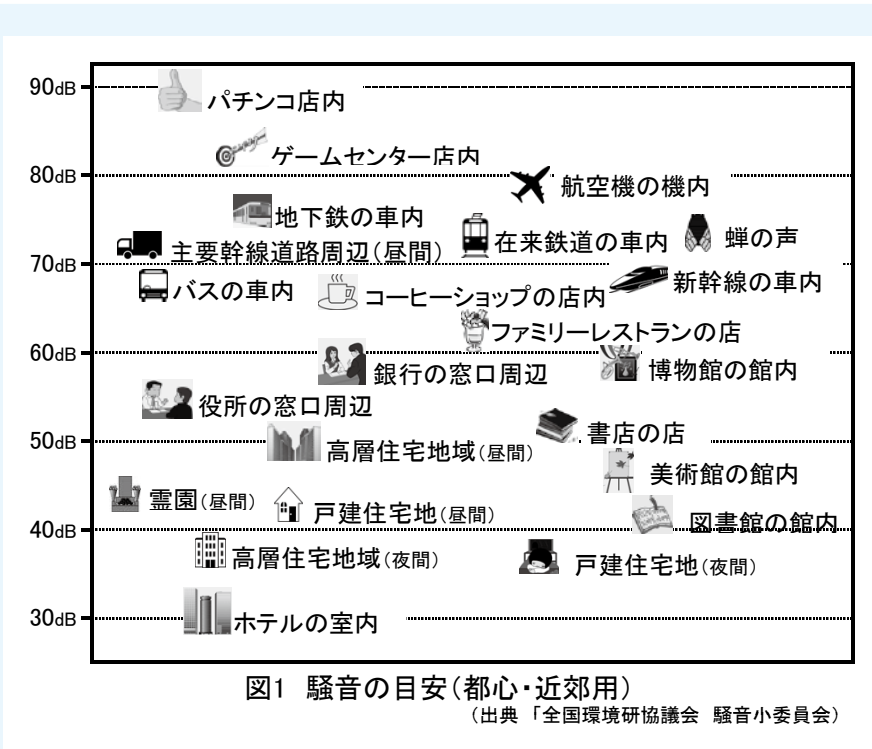 90dB
パチンコ店内
ゲームセンター店内
80dB
航空機の機内
地下鉄の車内
主要幹線道路周辺(昼間)
在来鉄道の車内
蝉の声
70dB
バスの車内
コーヒーショップの店内
新幹線の車内
ファミリーレストランの店
60dB
銀行の窓口周辺
博物館の館内
役所の窓口周辺
50dB
書店の店
高層住宅地域(昼間)
美術館の館内
霊園(昼間)
戸建住宅地(昼間)
図書館の館内
40dB
高層住宅地域(夜間)
戸建住宅地(夜間)
30dB
ホテルの室内
図1 騒音の目安(都心・近郊用)
(出典 「全国環境研協議会 騒音小委員会)